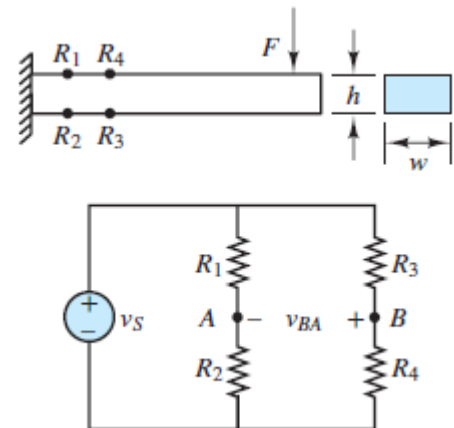 R1 R4 F
h
R2 R3
w
R1 R3
+
− vS A − vBA + B
R2 R4